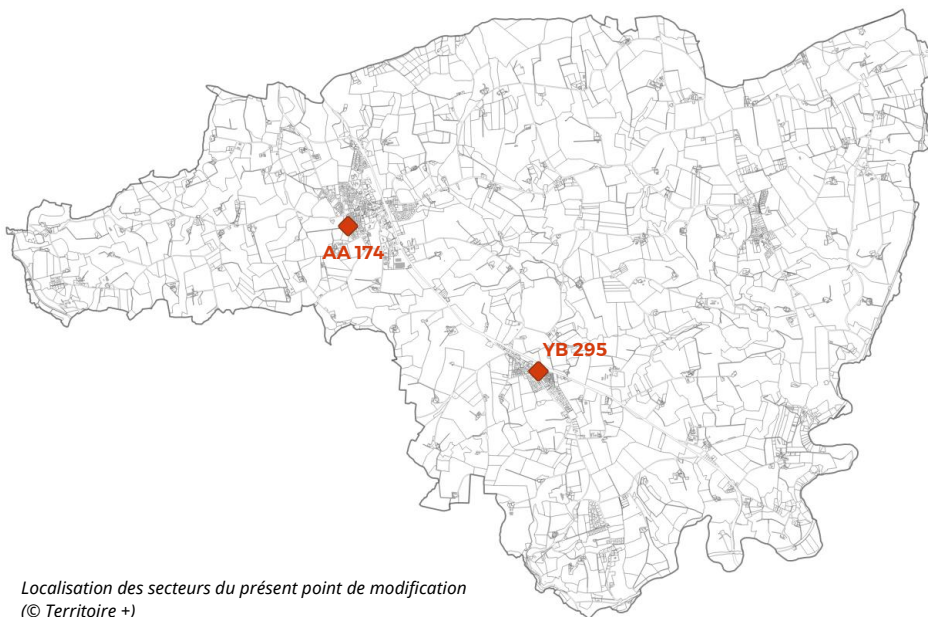 AA 174
YB 295
Localisation des secteurs du présent point de modification
(© Territoire +)